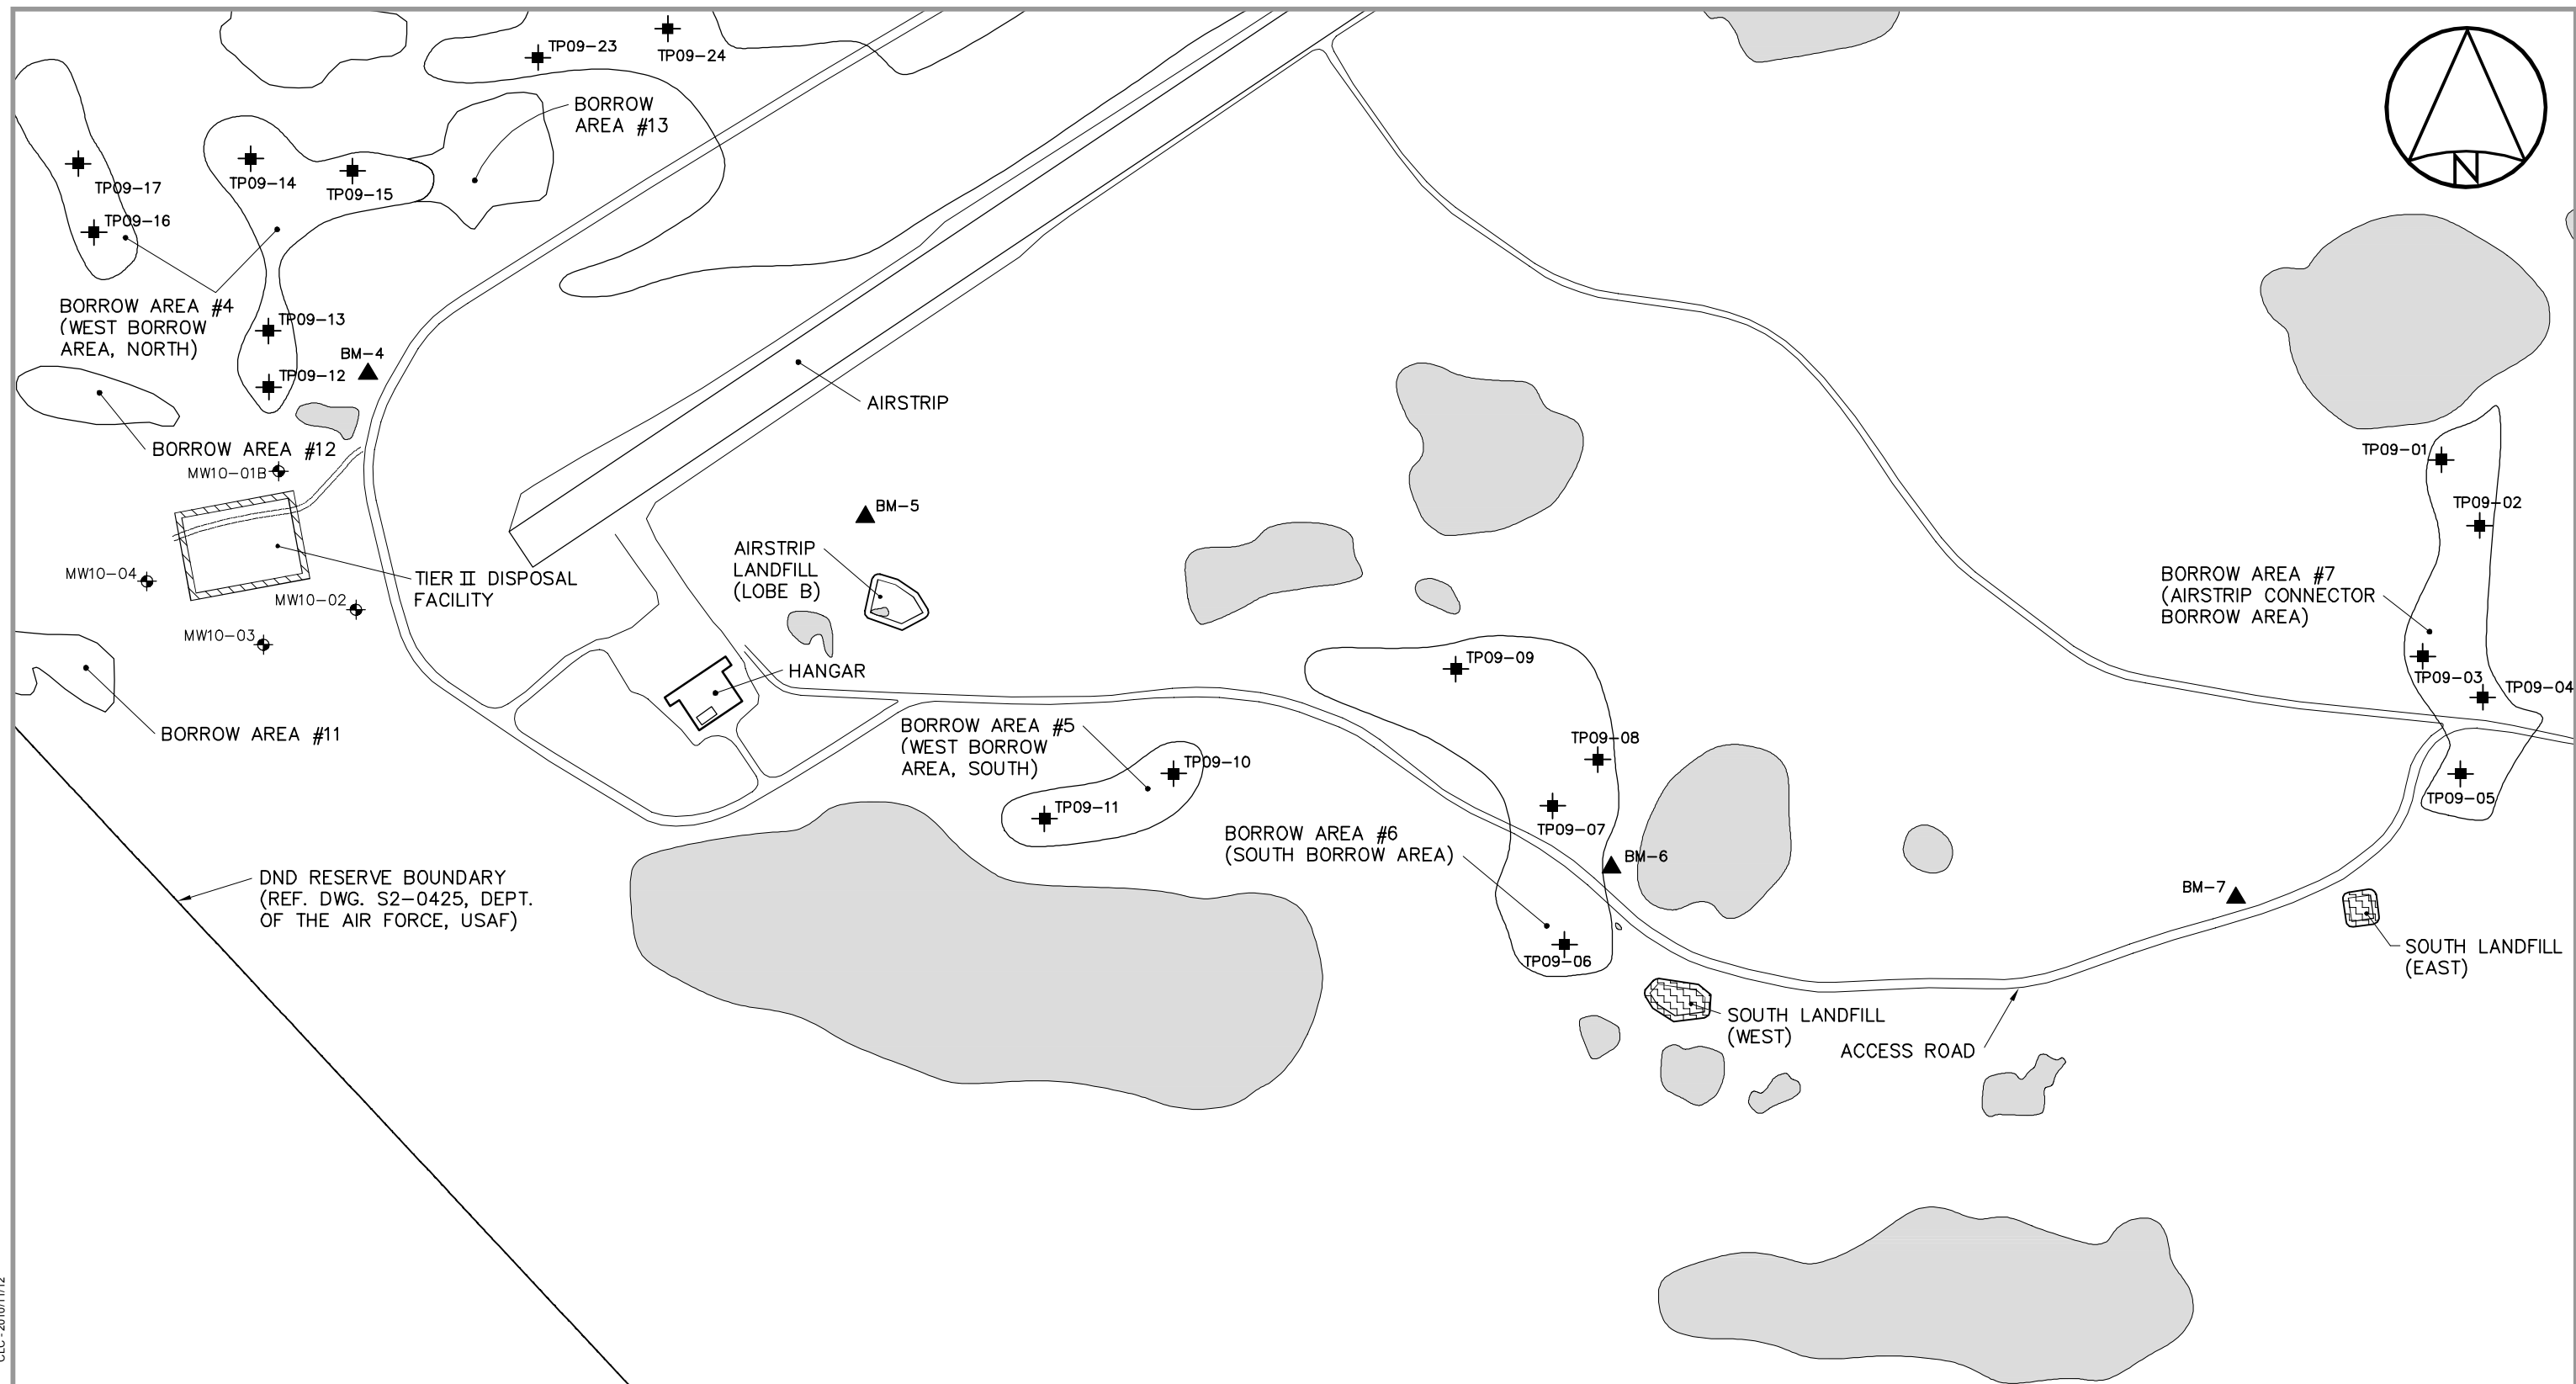 TP09-23
TP09-24
BORROW
AREA #13
TP09-17
TP09-14
TP09-15
TP09-16
N
BORROW AREA #4
(WEST BORROW
AREA, NORTH)
TP09-13
BM-4
TP09-12
AIRSTRIP
BORROW AREA #12
MW10-01B
TP09-01
TP09-02
BM-5
AIRSTRIP
LANDFILL
(LOBE B)
MW10-04
TIER II DISPOSAL
FACILITY
MW10-02
MW10-03
BORROW AREA #7
(AIRSTRIP CONNECTOR
BORROW AREA)
HANGAR
TP09-09
TP09-03
TP09-04
BORROW AREA #11
BORROW AREA #5
(WEST BORROW
AREA, SOUTH)
TP09-10
TP09-11
TP09-08
TP09-07
TP09-05
BORROW AREA #6
(SOUTH BORROW AREA)
BM-6
BM-7
DND RESERVE BOUNDARY
(REF. DWG. S2-0425, DEPT.
OF THE AIR FORCE, USAF)
TP09-06
SOUTH LANDFILL
(EAST)
SOUTH LANDFILL
(WEST)
ACCESS ROAD